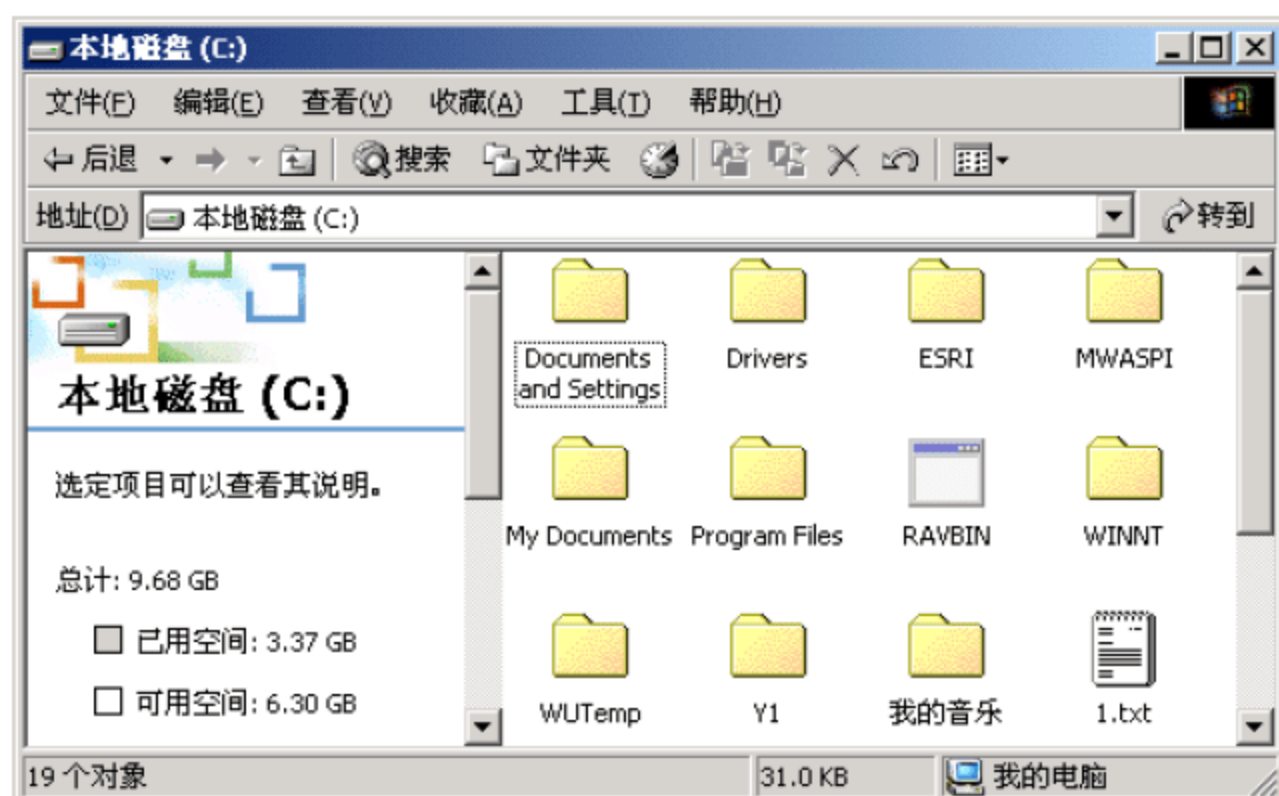 本地磁盘 (C:)
文件(F) 编辑(E) 查看(V) 收藏(A) 工具(T) 帮助(H)
后退 搜索 文件夹
地址(D) 本地磁盘 (C:) 转到
本地磁盘 (C:)
选定项目可以查看其说明。
总计: 9.68 GB
已用空间: 3.37 GB
可用空间: 6.30 GB
Documents
and Settings
Drivers
ESRI
MWASPI
My Documents
Program Files
RAVBIN
WINNT
WUTemp
Y1
我的音乐
1.txt
19 个对象 31.0 KB 我的电脑